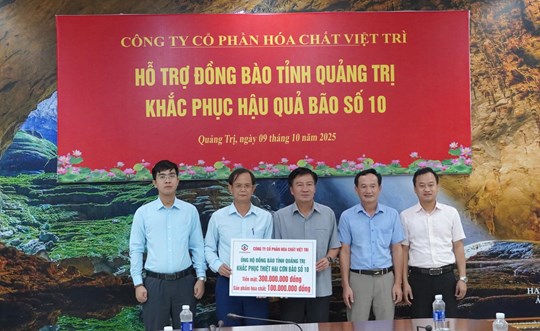 CÔNG TY CỔ PHẦN HÓA CHẤT VIỆT TRÌ
HỖ TRỢ ĐỒNG BÀO TỈNH QUẢNG TRỊ
KHẮC PHỤC HẬU QUẢ BÃO SỐ 10
Quảng Trị, ngày 09 tháng 10 năm 2025
CÔNG TY CỔ PHẦN HÓA CHẤT VIỆT TRÌ
ỦNG HỘ ĐỒNG BÀO TỈNH QUẢNG TRỊ
KHẮC PHỤC THIỆT HẠI CƠN BÃO SỐ 10
Tiền mặt: 300.000.000 đồng
Sản phẩm hóa chất: 100.000.000 đồng